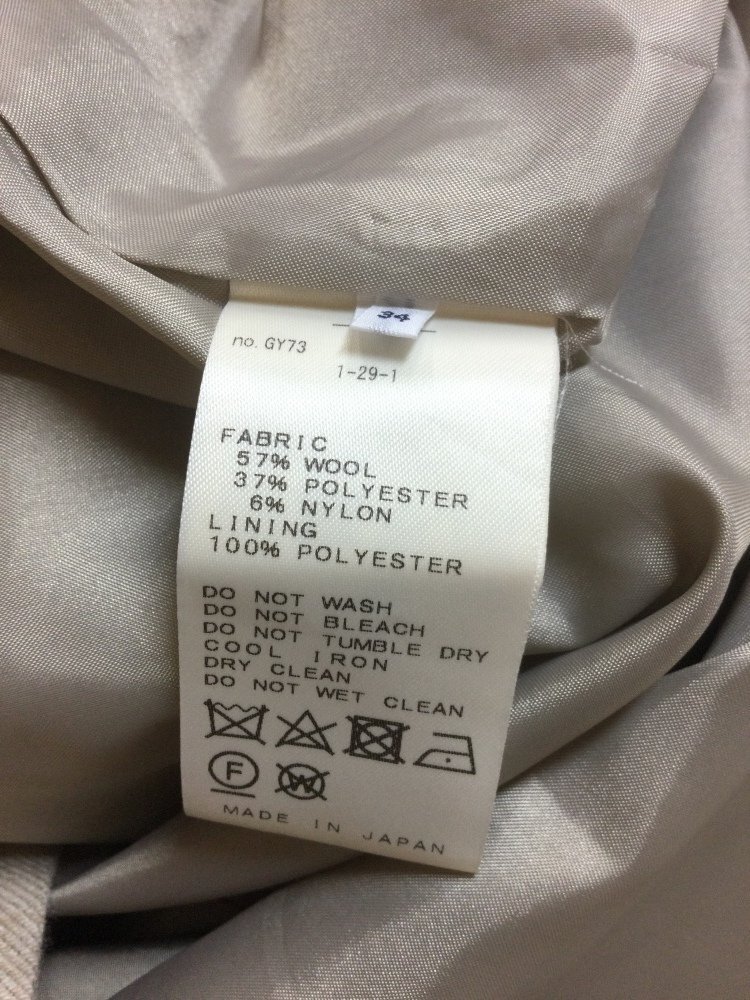 34
no. GY73
1-29-1
FABRIC
57% WOOL
37% POLYESTER
6% NYLON
LINING
100% POLYESTER
DO NOT WASH
DO NOT BLEACH
DO NOT TUMBLE DRY
COOL IRON
DRY CLEAN
DO NOT WET CLEAN
F W
MADE IN JAPAN